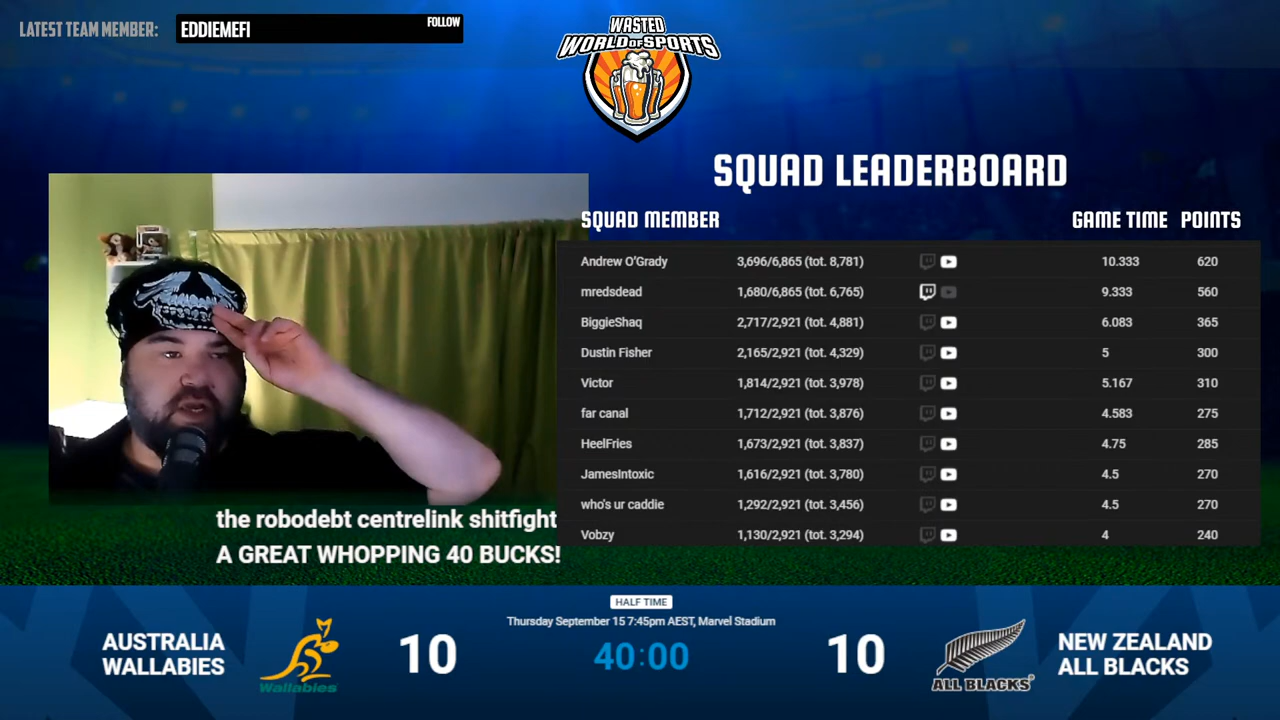 LATEST TEAM MEMBER:
EDDIEMEFI
FOLLOW
WASTED
WORLD OF SPORTS
SQUAD LEADERBOARD
SQUAD MEMBER GAME TIME POINTS
Andrew O'Grady 3,696/6,865 (tot. 8,781) 10.333 620
mredsdead 1,680/6,865 (tot. 6,765) 9.333 560
BiggieShaq 2,717/2,921 (tot. 4,881) 6.083 365
Dustin Fisher 2,165/2,921 (tot. 4,329) 5 300
Victor 1,814/2,921 (tot. 3,978) 5.167 310
far canal 1,712/2,921 (tot. 3,876) 4.583 275
HeelFries 1,673/2,921 (tot. 3,837) 4.75 285
JamesIntoxic 1,616/2,921 (tot. 3,780) 4.5 270
who's ur caddie 1,292/2,921 (tot. 3,456) 4.5 270
Vobzy 1,130/2,921 (tot. 3,294) 4 240
the robodebt centrelink shitfight
A GREAT WHOPPING 40 BUCKS!
HALF TIME
Thursday September 15 7:45pm AEST, Marvel Stadium
AUSTRALIA
WALLABIES
Wallabies
10
40:00
10
ALL BLACKS
NEW ZEALAND
ALL BLACKS